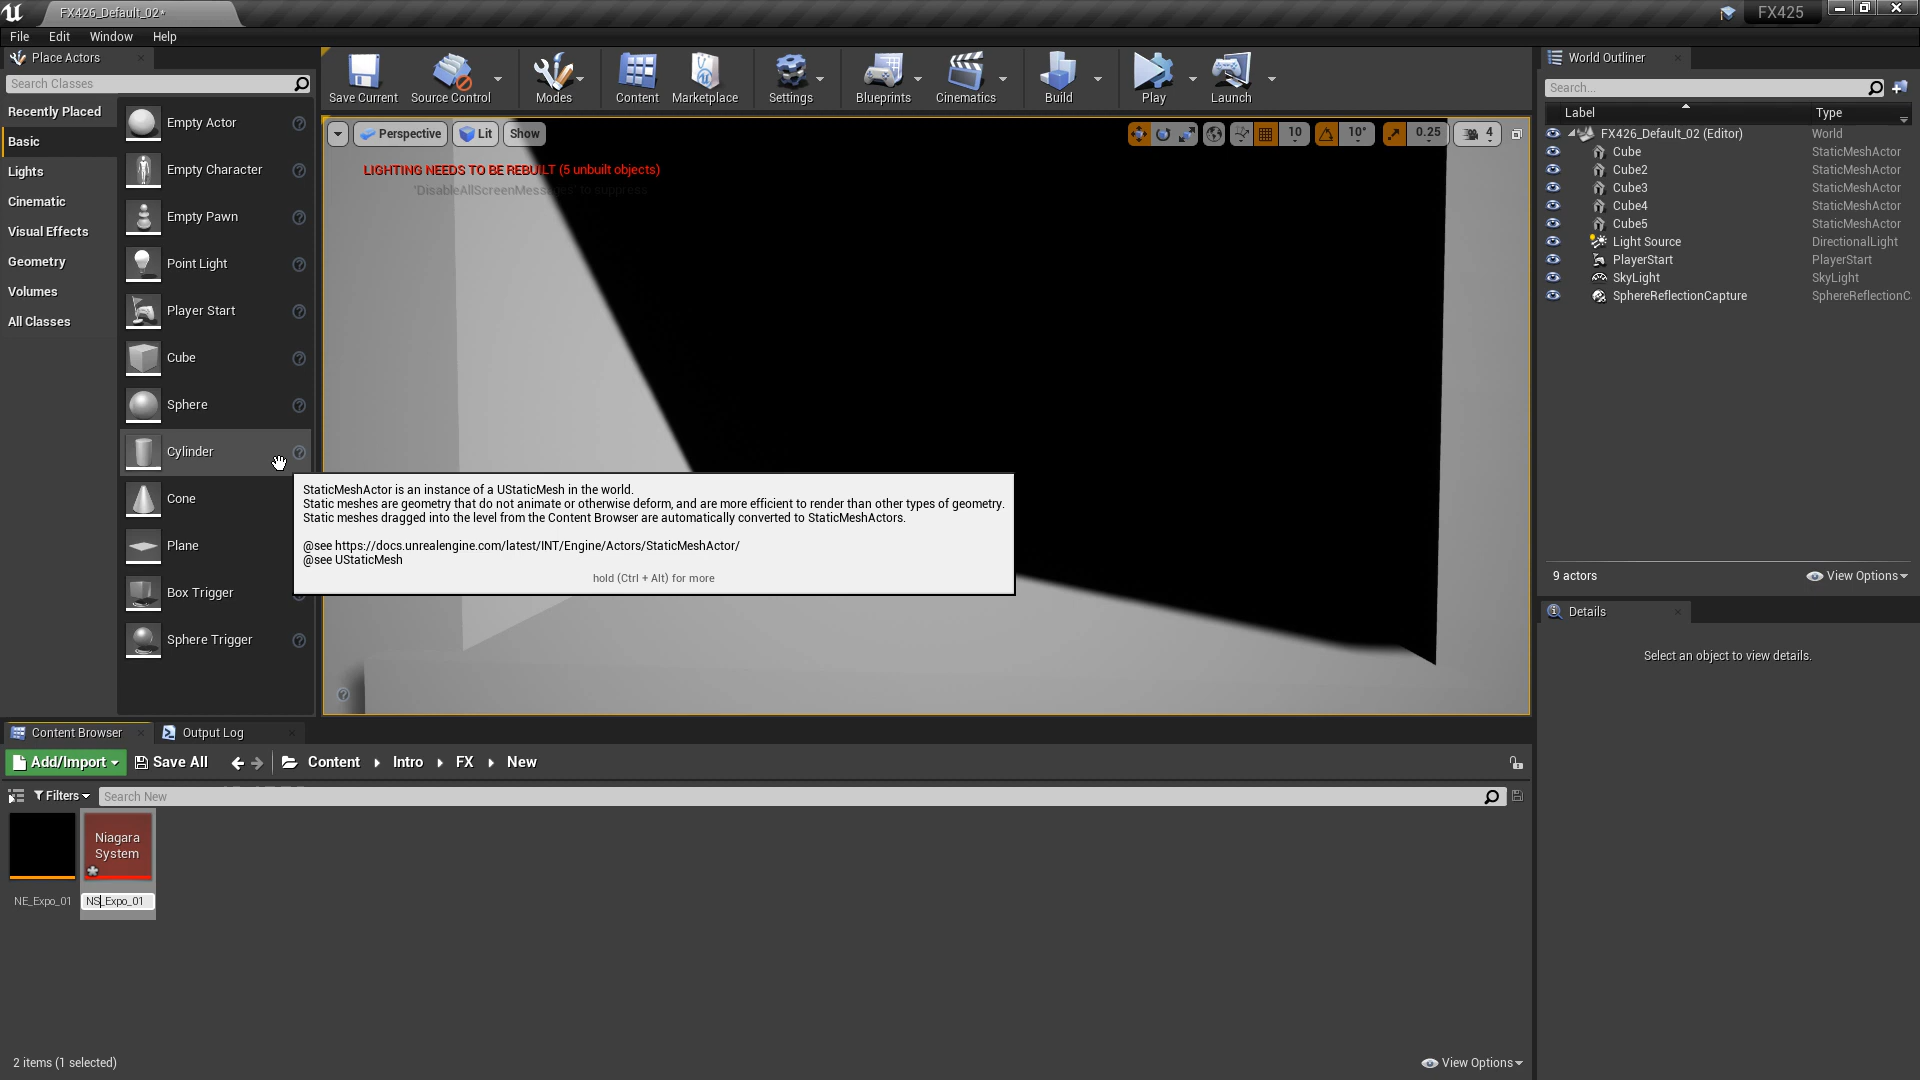 FX426_Default_02*
FX425
File Edit Window Help
Place Actors
Search Classes
Recently Placed
Basic
Lights
Cinematic
Visual Effects
Geometry
Volumes
All Classes
Empty Actor
Empty Character
Empty Pawn
Point Light
Player Start
Cube
Sphere
Cylinder
Cone
Plane
Box Trigger
Sphere Trigger
Save Current
Source Control
Modes
Content
Marketplace
Settings
Blueprints
Cinematics
Build
Play
Launch
Perspective
Lit
Show
10
10°
0.25
4
LIGHTING NEEDS TO BE REBUILT (5 unbuilt objects)
'DisableAllScreenMessages' to suppress
StaticMeshActor is an instance of a UStaticMesh in the world.
Static meshes are geometry that do not animate or otherwise deform, and are more efficient to render than other types of geometry.
Static meshes dragged into the level from the Content Browser are automatically converted to StaticMeshActors.
@see https://docs.unrealengine.com/latest/INT/Engine/Actors/StaticMeshActor/
@see UStaticMesh
hold (Ctrl + Alt) for more
World Outliner
Search...
Label Type
FX426_Default_02 (Editor) World
Cube StaticMeshActor
Cube2 StaticMeshActor
Cube3 StaticMeshActor
Cube4 StaticMeshActor
Cube5 StaticMeshActor
Light Source DirectionalLight
PlayerStart PlayerStart
SkyLight SkyLight
SphereReflectionCapture SphereReflectionC
9 actors
View Options
Details
Select an object to view details.
Content Browser
Output Log
Add/Import
Save All
Content Intro FX New
Filters
Search New
Niagara
System
NE_Expo_01
NS_Expo_01
2 items (1 selected)
View Options